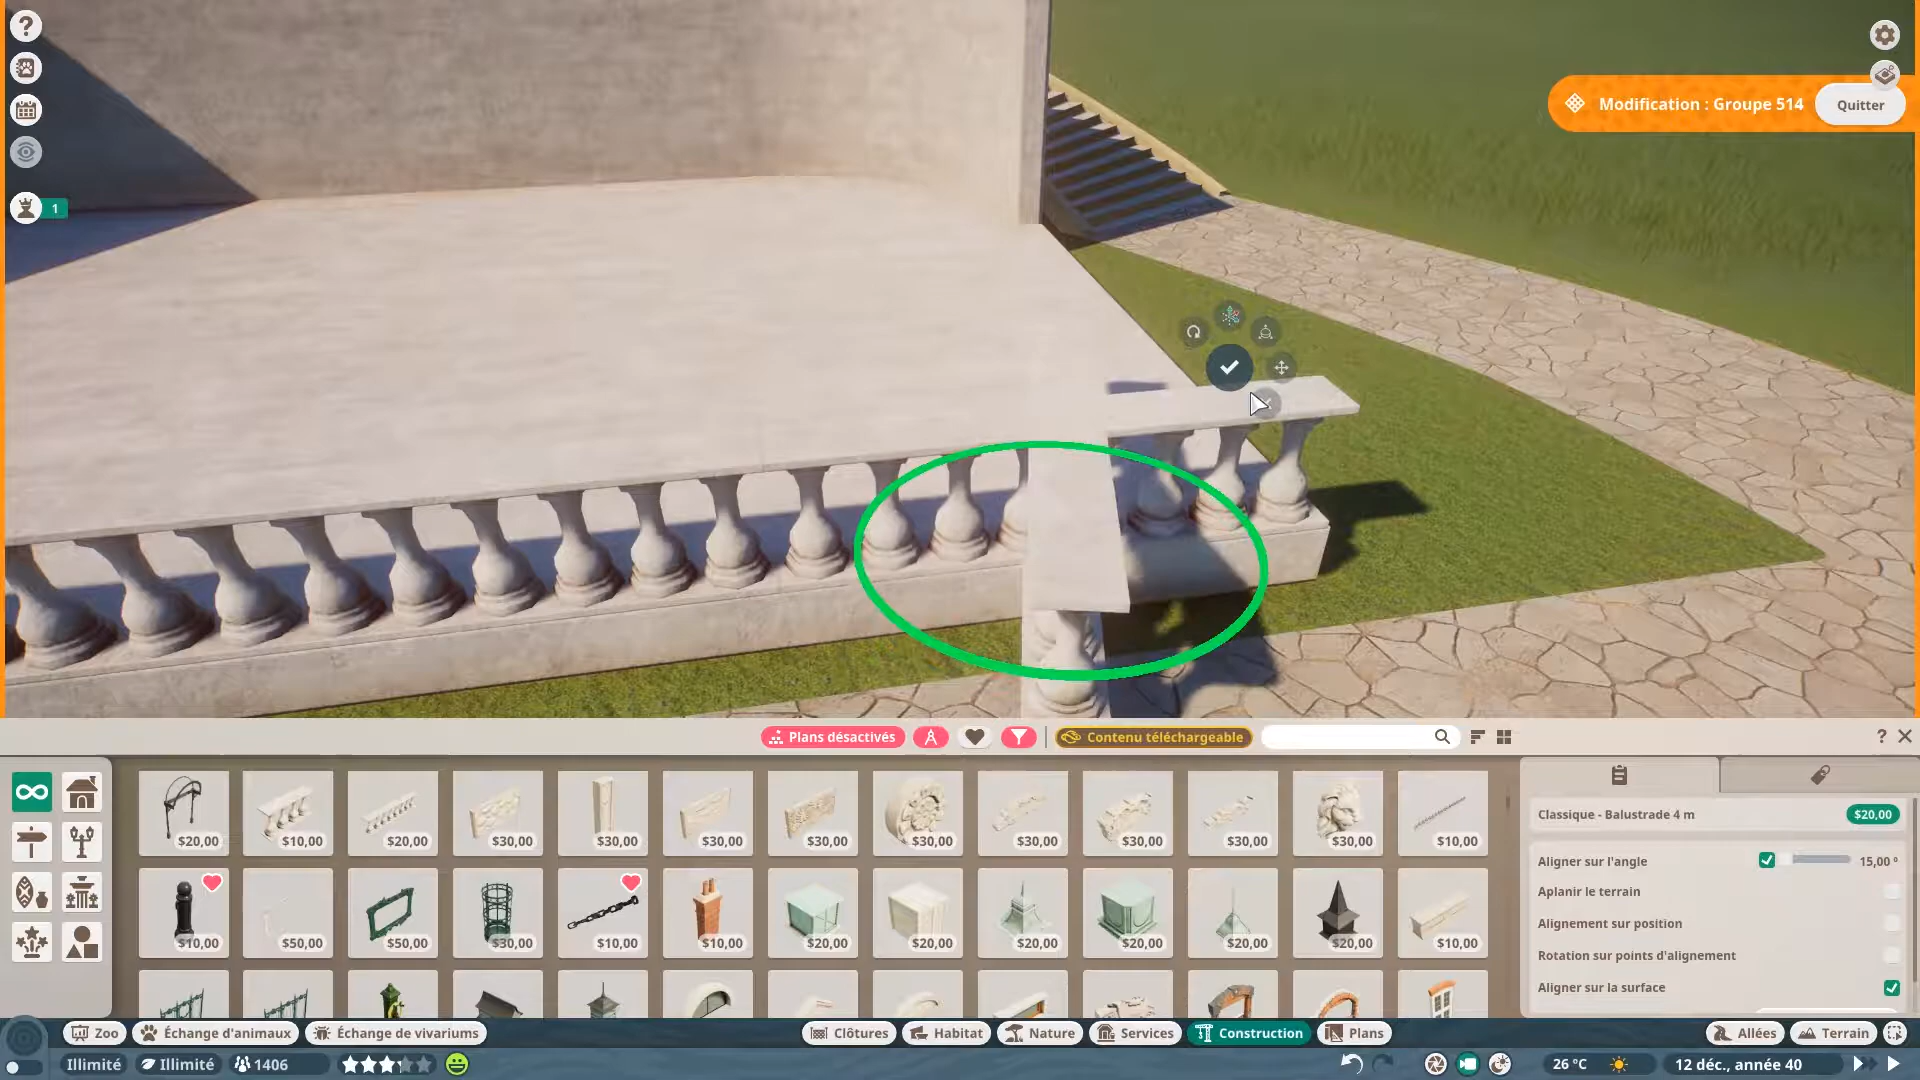 ?
1
Modification : Groupe 514
Quitter
Plans désactivés
Contenu téléchargeable
?
$20,00
$10,00
$20,00
$30,00
$30,00
$30,00
$30,00
$30,00
$30,00
$30,00
$30,00
$30,00
$10,00
$10,00
$50,00
$50,00
$30,00
$10,00
$10,00
$20,00
$20,00
$20,00
$20,00
$20,00
$20,00
$10,00
Classique - Balustrade 4 m
$20,00
Aligner sur l'angle
15,00 °
Aplanir le terrain
Alignement sur position
Rotation sur points d'alignement
Aligner sur la surface
Zoo
Échange d'animaux
Échange de vivariums
Clôtures
Habitat
Nature
Services
Construction
Plans
Allées
Terrain
Illimité
Illimité
1406
26 °C
12 déc., année 40